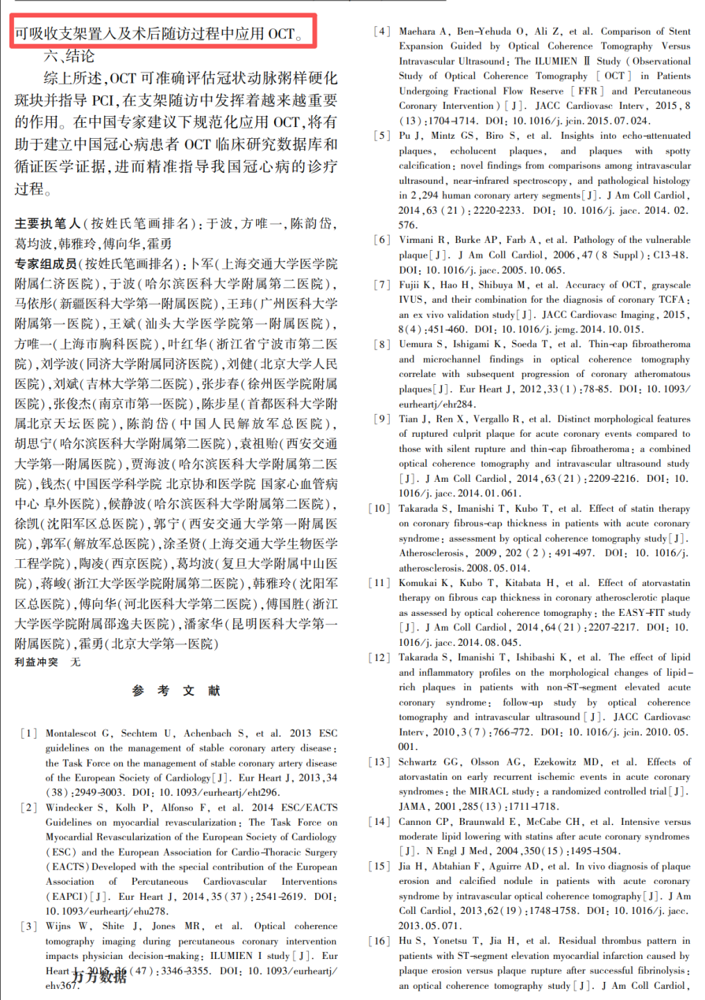 可吸收支架置入及术后随访过程中应用 OCT。
六、结论
综上所述,OCT 可准确评估冠状动脉粥样硬化
斑块并指导 PCI,在支架随访中发挥着越来越重要
的作用。在中国专家建议下规范化应用 OCT,将有
助于建立中国冠心病患者 OCT 临床研究数据库和
循证医学证据,进而精准指导我国冠心病的诊疗
过程。
主要执笔人(按姓氏笔画排名):于波,方唯一,陈韵岱,
葛均波,韩雅玲,傅向华,霍勇
专家组成员(按姓氏笔画排名):卜军(上海交通大学医学院
附属仁济医院),于波(哈尔滨医科大学附属第二医院),
马依彤(新疆医科大学第一附属医院),王玮(广州医科大学
附属第一医院),王斌(汕头大学医学院第一附属医院),
方唯一(上海市胸科医院),叶红华(浙江省宁波市第二医
院),刘学波(同济大学附属同济医院),刘健(北京大学人民
医院),刘斌(吉林大学第二医院),张步春(徐州医学院附属
医院),张俊杰(南京市第一医院),陈步星(首都医科大学附
属北京天坛医院),陈韵岱(中国人民解放军总医院),
胡思宁(哈尔滨医科大学附属第二医院),袁祖贻(西安交通
大学第一附属医院),贾海波(哈尔滨医科大学附属第二医
院),钱杰(中国医学科学院 北京协和医学院 国家心血管病
中心 阜外医院),候静波(哈尔滨医科大学附属第二医院),
徐凯(沈阳军区总医院),郭宁(西安交通大学第一附属医
院),郭军(解放军总医院),涂圣贤(上海交通大学生物医学
工程学院),陶凌(西京医院),葛均波(复旦大学附属中山医
院),蒋峻(浙江大学医学院附属第二医院),韩雅玲(沈阳军
区总医院),傅向华(河北医科大学第二医院),傅国胜(浙江
大学医学院附属邵逸夫医院),潘家华(昆明医科大学第一
附属医院),霍勇(北京大学第一医院)
利益冲突 无
参 考 文 献
[1] Montalescot G, Sechtem U, Achenbach S, et al. 2013 ESC
guidelines on the management of stable coronary artery disease:
the Task Force on the management of stable coronary artery disease
of the European Society of Cardiology[J]. Eur Heart J, 2013,34
(38):2949-3003. DOI: 10.1093/eurheartj/eht296.
[2] Windecker S, Kolh P, Alfonso F, et al. 2014 ESC/EACTS
Guidelines on myocardial revascularization: The Task Force on
Myocardial Revascularization of the European Society of Cardiology
(ESC) and the European Association for Cardio-Thoracic Surgery
(EACTS)Developed with the special contribution of the European
Association of Percutaneous Cardiovascular Interventions
(EAPCI)[J]. Eur Heart J, 2014,35(37):2541-2619. DOI:
10.1093/eurheartj/ehu278.
[3] Wijns W, Shite J, Jones MR, et al. Optical coherence
tomography imaging during percutaneous coronary intervention
impacts physician decision-making: ILUMIEN I study[J]. Eur
Heart J, 2015,36(47):3346-3355. DOI: 10.1093/eurheartj/
ehv367.
万方数据
[4] Maehara A, Ben-Yehuda O, Ali Z, et al. Comparison of Stent
Expansion Guided by Optical Coherence Tomography Versus
Intravascular Ultrasound: The ILUMIEN Ⅱ Study (Observational
Study of Optical Coherence Tomography [OCT] in Patients
Undergoing Fractional Flow Reserve [FFR] and Percutaneous
Coronary Intervention)[J]. JACC Cardiovasc Interv, 2015,8
(13):1704-1714. DOI: 10.1016/j.jcin.2015.07.024.
[5] Pu J, Mintz GS, Biro S, et al. Insights into echo-attenuated
plaques, echolucent plaques, and plaques with spotty
calcification: novel findings from comparisons among intravascular
ultrasound, near-infrared spectroscopy, and pathological histology
in 2,294 human coronary artery segments[J]. J Am Coll Cardiol,
2014,63(21):2220-2233. DOI: 10.1016/j.jacc.2014.02.
576.
[6] Virmani R, Burke AP, Farb A, et al. Pathology of the vulnerable
plaque[J]. J Am Coll Cardiol, 2006,47(8 Suppl):C13-18.
DOI: 10.1016/j.jacc.2005.10.065.
[7] Fujii K, Hao H, Shibuya M, et al. Accuracy of OCT, grayscale
IVUS, and their combination for the diagnosis of coronary TCFA:
an ex vivo validation study[J]. JACC Cardiovasc Imaging, 2015,
8(4):451-460. DOI: 10.1016/j.jcmg.2014.10.015.
[8] Uemura S, Ishigami K, Soeda T, et al. Thin-cap fibroatheroma
and microchannel findings in optical coherence tomography
correlate with subsequent progression of coronary atheromatous
plaques[J]. Eur Heart J, 2012,33(1):78-85. DOI: 10.1093/
eurheartj/ehr284.
[9] Tian J, Ren X, Vergallo R, et al. Distinct morphological features
of ruptured culprit plaque for acute coronary events compared to
those with silent rupture and thin-cap fibroatheroma: a combined
optical coherence tomography and intravascular ultrasound study
[J]. J Am Coll Cardiol, 2014,63(21):2209-2216. DOI: 10.
1016/j.jacc.2014.01.061.
[10] Takarada S, Imanishi T, Kubo T, et al. Effect of statin therapy
on coronary fibrous-cap thickness in patients with acute coronary
syndrome: assessment by optical coherence tomography study[J].
Atherosclerosis, 2009,202(2):491-497. DOI: 10.1016/j.
atherosclerosis.2008.05.014.
[11] Komukai K, Kubo T, Kitabata H, et al. Effect of atorvastatin
therapy on fibrous cap thickness in coronary atherosclerotic plaque
as assessed by optical coherence tomography: the EASY-FIT study
[J]. J Am Coll Cardiol, 2014,64(21):2207-2217. DOI: 10.
1016/j.jacc.2014.08.045.
[12] Takarada S, Imanishi T, Ishibashi K, et al. The effect of lipid
and inflammatory profiles on the morphological changes of lipid-
rich plaques in patients with non-ST-segment elevated acute
coronary syndrome: follow-up study by optical coherence
tomography and intravascular ultrasound[J]. JACC Cardiovasc
Interv, 2010,3(7):766-772. DOI: 10.1016/j.jcin.2010.05.
001.
[13] Schwartz GG, Olsson AG, Ezekowitz MD, et al. Effects of
atorvastatin on early recurrent ischemic events in acute coronary
syndromes: the MIRACL study: a randomized controlled trial[J].
JAMA, 2001,285(13):1711-1718.
[14] Cannon CP, Braunwald E, McCabe CH, et al. Intensive versus
moderate lipid lowering with statins after acute coronary syndromes
[J]. N Engl J Med, 2004,350(15):1495-1504.
[15] Jia H, Abtahian F, Aguirre AD, et al. In vivo diagnosis of plaque
erosion and calcified nodule in patients with acute coronary
syndrome by intravascular optical coherence tomography[J]. J Am
Coll Cardiol, 2013,62(19):1748-1758. DOI: 10.1016/j.jacc.
2013.05.071.
[16] Hu S, Yonetsu T, Jia H, et al. Residual thrombus pattern in
patients with ST-segment elevation myocardial infarction caused by
plaque erosion versus plaque rupture after successful fibrinolysis:
an optical coherence tomography study[J]. J Am Coll Cardiol,